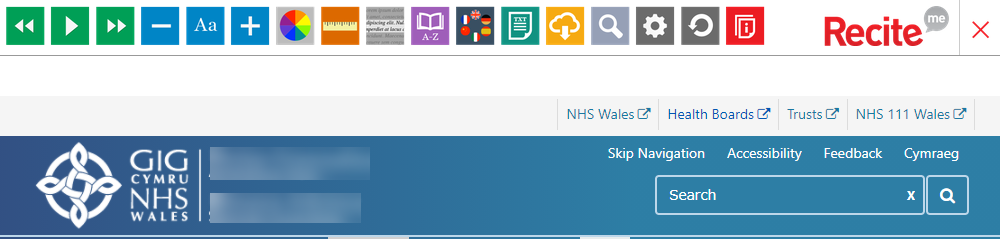 Aa
A-Z
TXT
Recite me
NHS Wales
Health Boards
Trusts
NHS 111 Wales
Skip Navigation
Accessibility
Feedback
Cymraeg
GIG
CYMRU
NHS
WALES
Search x